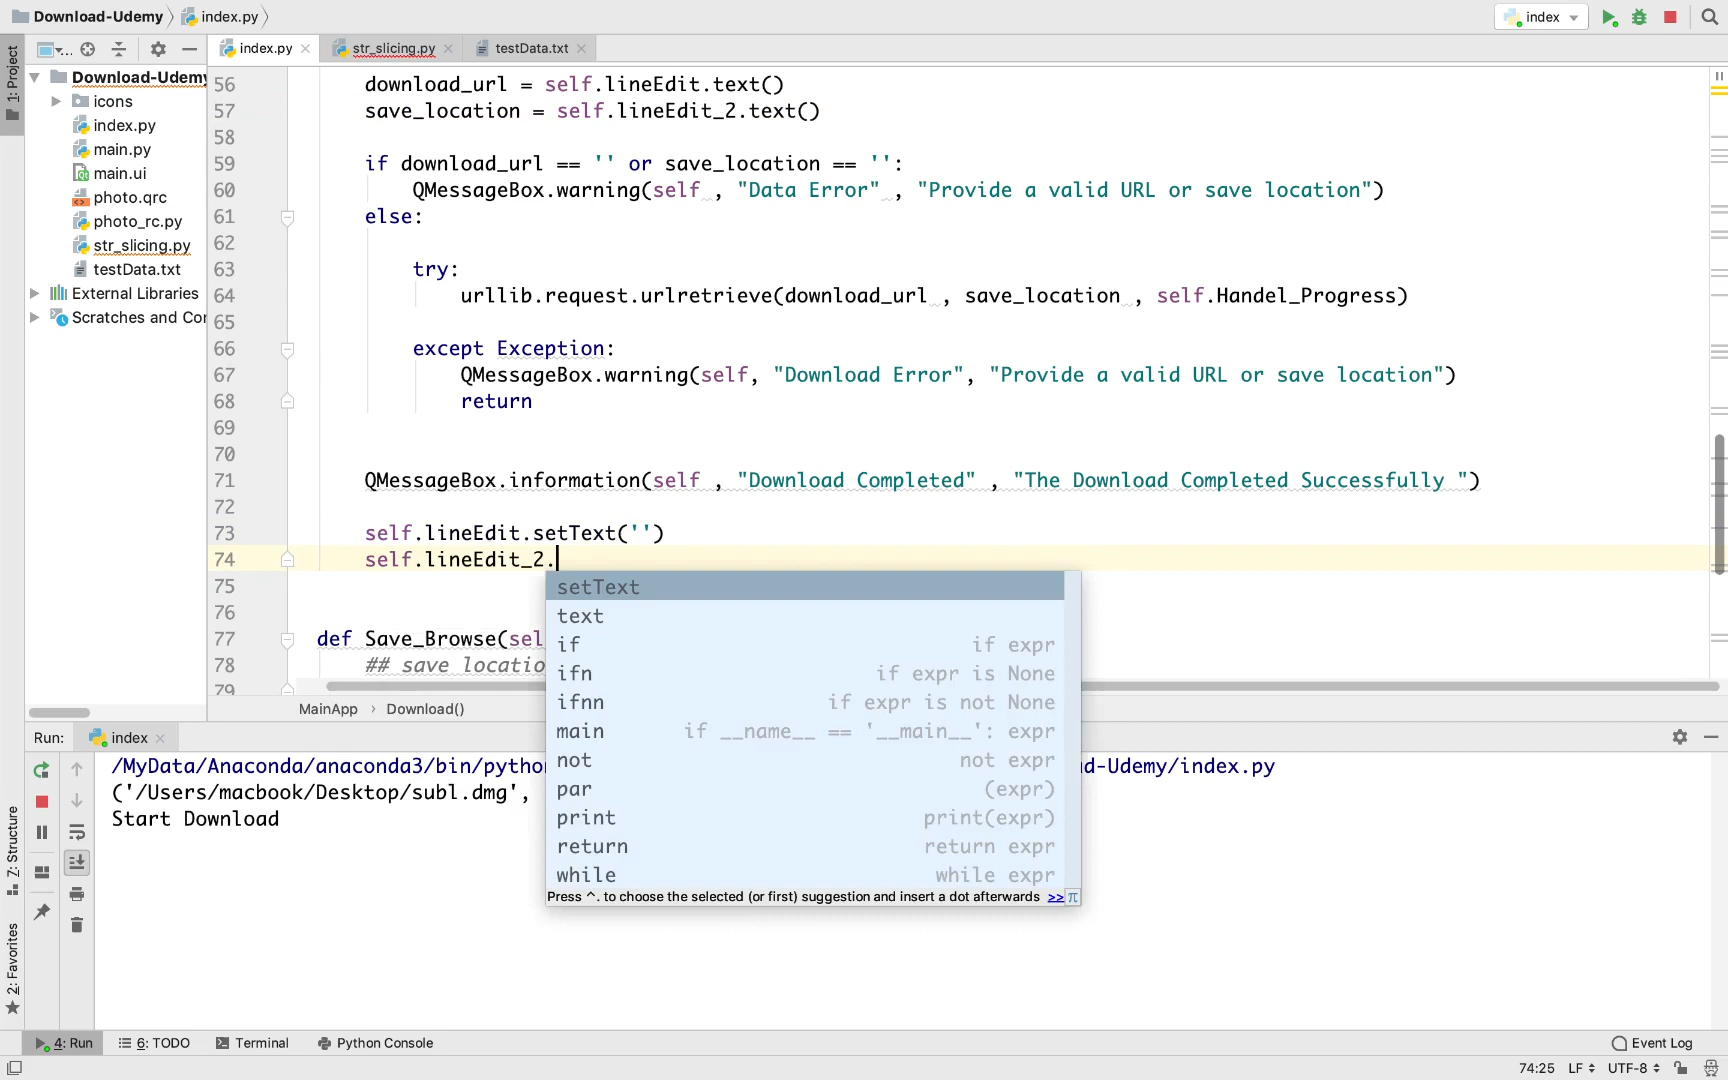 Download-Udemy
index.py
index
index.py
str_slicing.py
testData.txt
1: Project
Download-Udemy
icons
index.py
main.py
main.ui
photo.qrc
photo_rc.py
str_slicing.py
testData.txt
External Libraries
Scratches and Cor
56 download_url = self.lineEdit.text()
57 save_location = self.lineEdit_2.text()
58
59 if download_url == '' or save_location == '':
60 QMessageBox.warning(self , "Data Error" , "Provide a valid URL or save location")
61 else:
62
63 try:
64 urllib.request.urlretrieve(download_url , save_location , self.Handel_Progress)
65
66 except Exception:
67 QMessageBox.warning(self, "Download Error", "Provide a valid URL or save location")
68 return
69
70
71 QMessageBox.information(self , "Download Completed" , "The Download Completed Successfully ")
72
73 self.lineEdit.setText('')
74 self.lineEdit_2.
75
76
77 def Save_Browse(sel
78 ## save locatio
79
setText
text
if if expr
ifn if expr is None
ifnn if expr is not None
main if __name__ == '__main__': expr
not not expr
par (expr)
print print(expr)
return return expr
while while expr
Press ^. to choose the selected (or first) suggestion and insert a dot afterwards >> π
MainApp › Download()
Run: index
/MyData/Anaconda/anaconda3/bin/python d-Udemy/index.py
('/Users/macbook/Desktop/subl.dmg',
Start Download
Z: Structure
2: Favorites
4: Run
6: TODO
Terminal
Python Console
Event Log
74:25 LF UTF-8